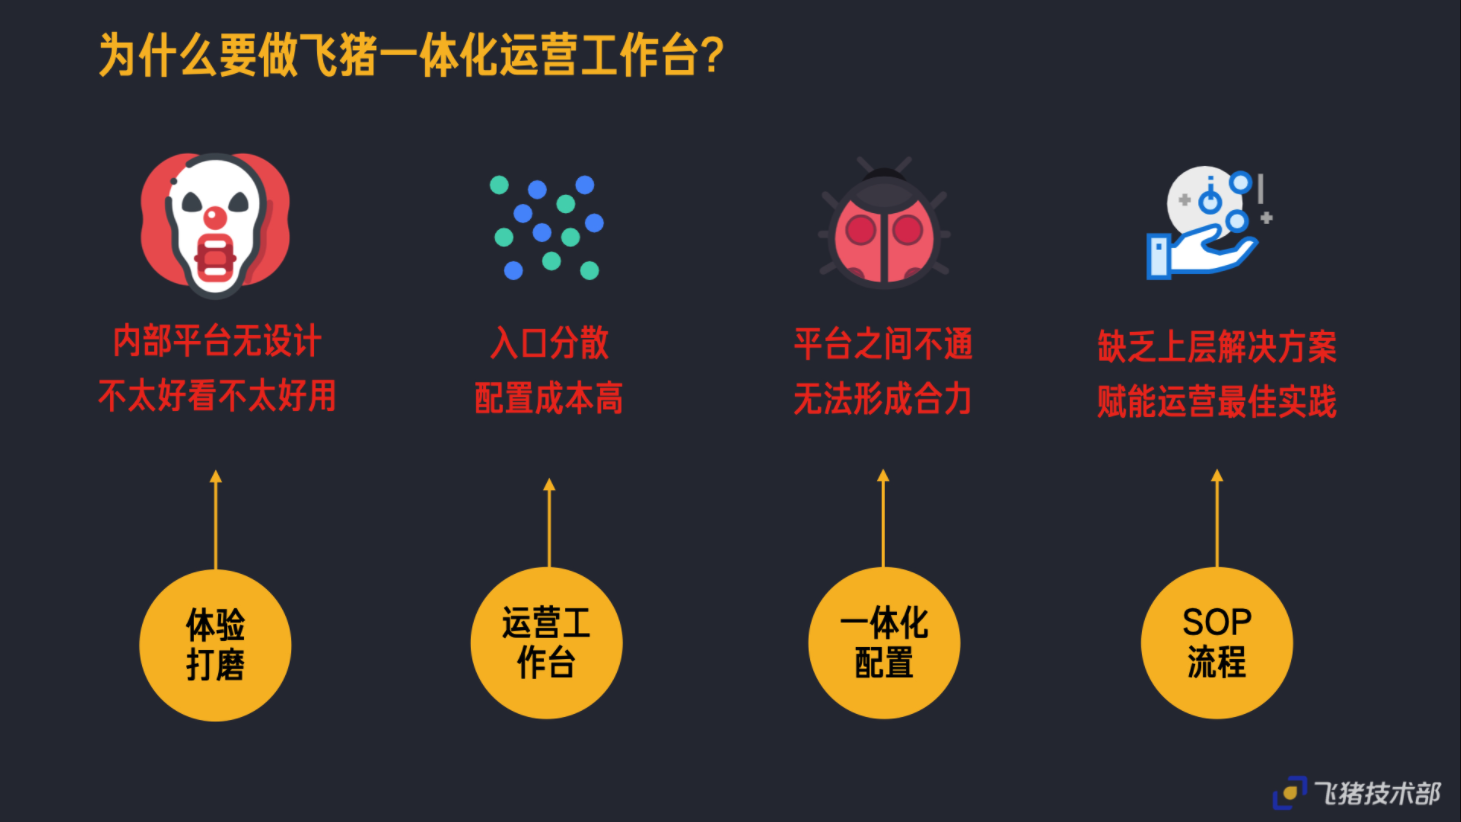 为什么要做飞猪一体化运营工作台?
内部平台无设计
不太好看不太好用
入口分散
配置成本高
平台之间不通
无法形成合力
缺乏上层解决方案
赋能运营最佳实践
体验
打磨
运营工
作台
一体化
配置
SOP
流程
飞猪技术部